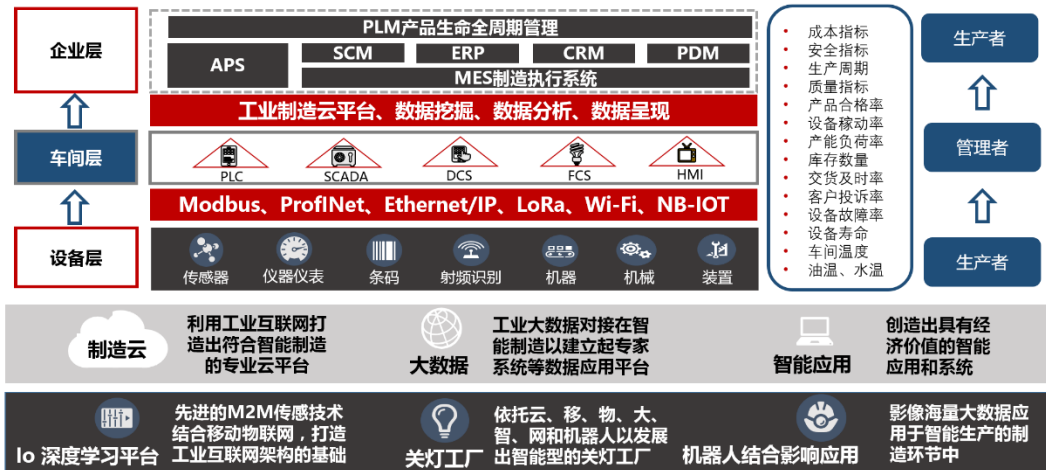 企业层
车间层
设备层
PLM产品生命全周期管理
APS
SCM
ERP
CRM
PDM
MES制造执行系统
工业制造云平台、数据挖掘、数据分析、数据呈现
PLC
SCADA
DCS
FCS
HMI
Modbus、ProfINet、Ethernet/IP、LoRa、Wi-Fi、NB-IOT
传感器
仪器仪表
条码
射频识别
机器
机械
装置
• 成本指标
• 安全指标
• 生产周期
• 质量指标
• 产品合格率
• 设备稼动率
• 产能负荷率
• 库存数量
• 交货及时率
• 客户投诉率
• 设备故障率
• 设备寿命
• 车间温度
• 油温、水温
生产者
管理者
生产者
制造云
利用工业互联网打
造出符合智能制造
的专业云平台
大数据
工业大数据对接在智
能制造以建立起专家
系统等数据应用平台
智能应用
创造出具有经
济价值的智能
应用和系统
Io 深度学习平台
先进的M2M传感技术
结合移动物联网，打造
工业互联网架构的基础
关灯工厂
依托云、移、物、大、
智、网和机器人以发展
出智能型的关灯工厂
机器人结合影响应用
影像海量大数据应
用于智能生产的制
造环节中